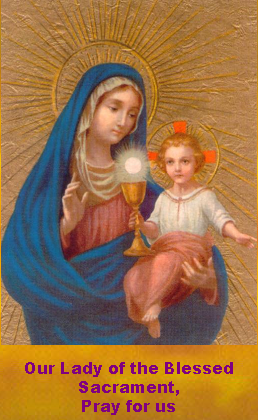 Our Lady of the Blessed
Sacrament,
Pray for us